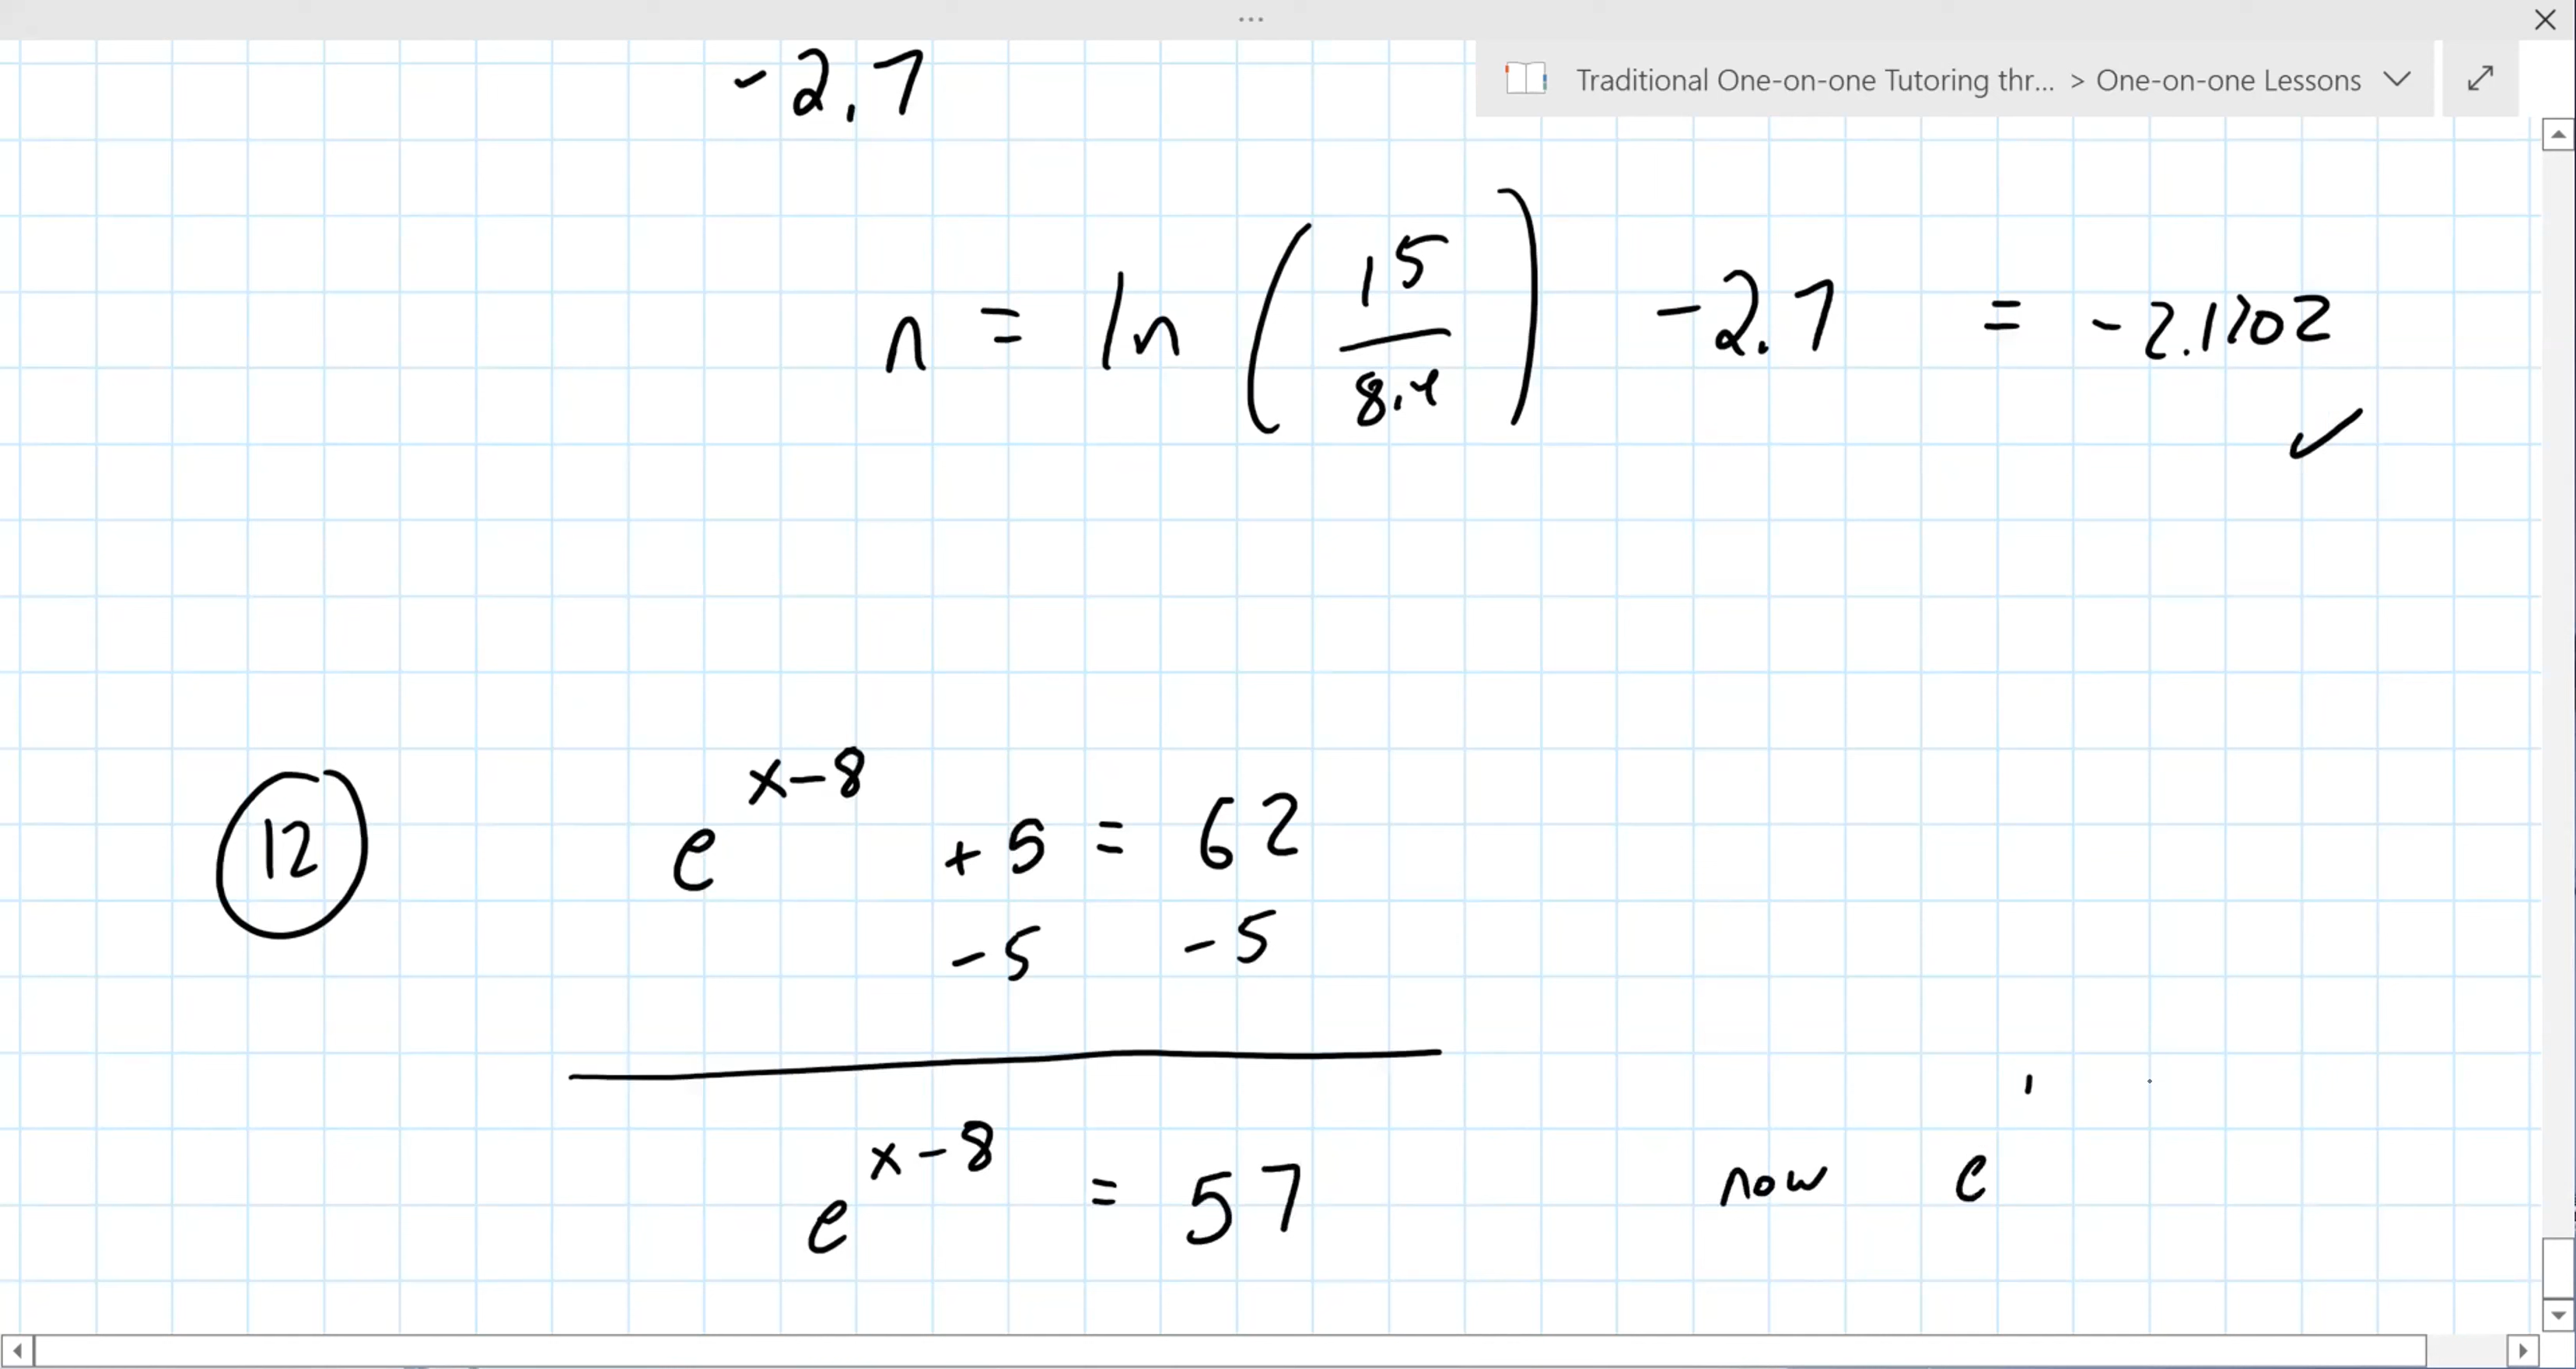 -2.7
Traditional One-on-one Tutoring thr... > One-on-one Lessons
n = ln ( 15 / 8.4 ) -2.7 = -2.1202
✓
12 e^{x-8} + 5 = 62
-5 -5
e^{x-8} = 57
now e^{'}